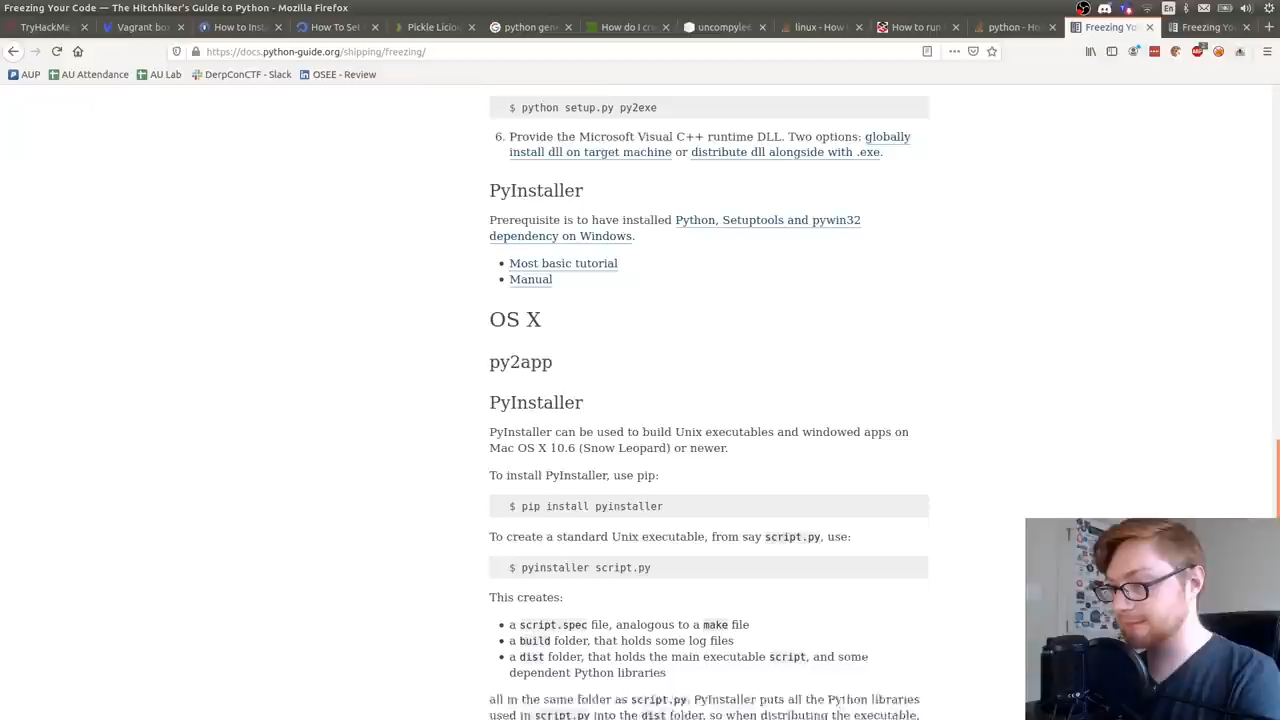 Freezing Your Code — The Hitchhiker's Guide to Python - Mozilla Firefox
En
TryHackMe
Vagrant box
How to Inst
How To Set
Pickle Licio
python gen
How do I cre
uncompyle
linux - How
How to run
python - Ho
Freezing Yo
Freezing Yo
https://docs.python-guide.org/shipping/freezing/
AUP
AU Attendance
AU Lab
DerpConCTF - Slack
OSEE - Review
$ python setup.py py2exe
6. Provide the Microsoft Visual C++ runtime DLL. Two options: globally
install dll on target machine or distribute dll alongside with .exe.
PyInstaller
Prerequisite is to have installed Python, Setuptools and pywin32
dependency on Windows.
• Most basic tutorial
• Manual
OS X
py2app
PyInstaller
PyInstaller can be used to build Unix executables and windowed apps on
Mac OS X 10.6 (Snow Leopard) or newer.
To install PyInstaller, use pip:
$ pip install pyinstaller
To create a standard Unix executable, from say script.py, use:
$ pyinstaller script.py
This creates:
• a script.spec file, analogous to a make file
• a build folder, that holds some log files
• a dist folder, that holds the main executable script, and some
dependent Python libraries
all in the same folder as script.py. PyInstaller puts all the Python libraries
used in script.py into the dist folder, so when distributing the executable,